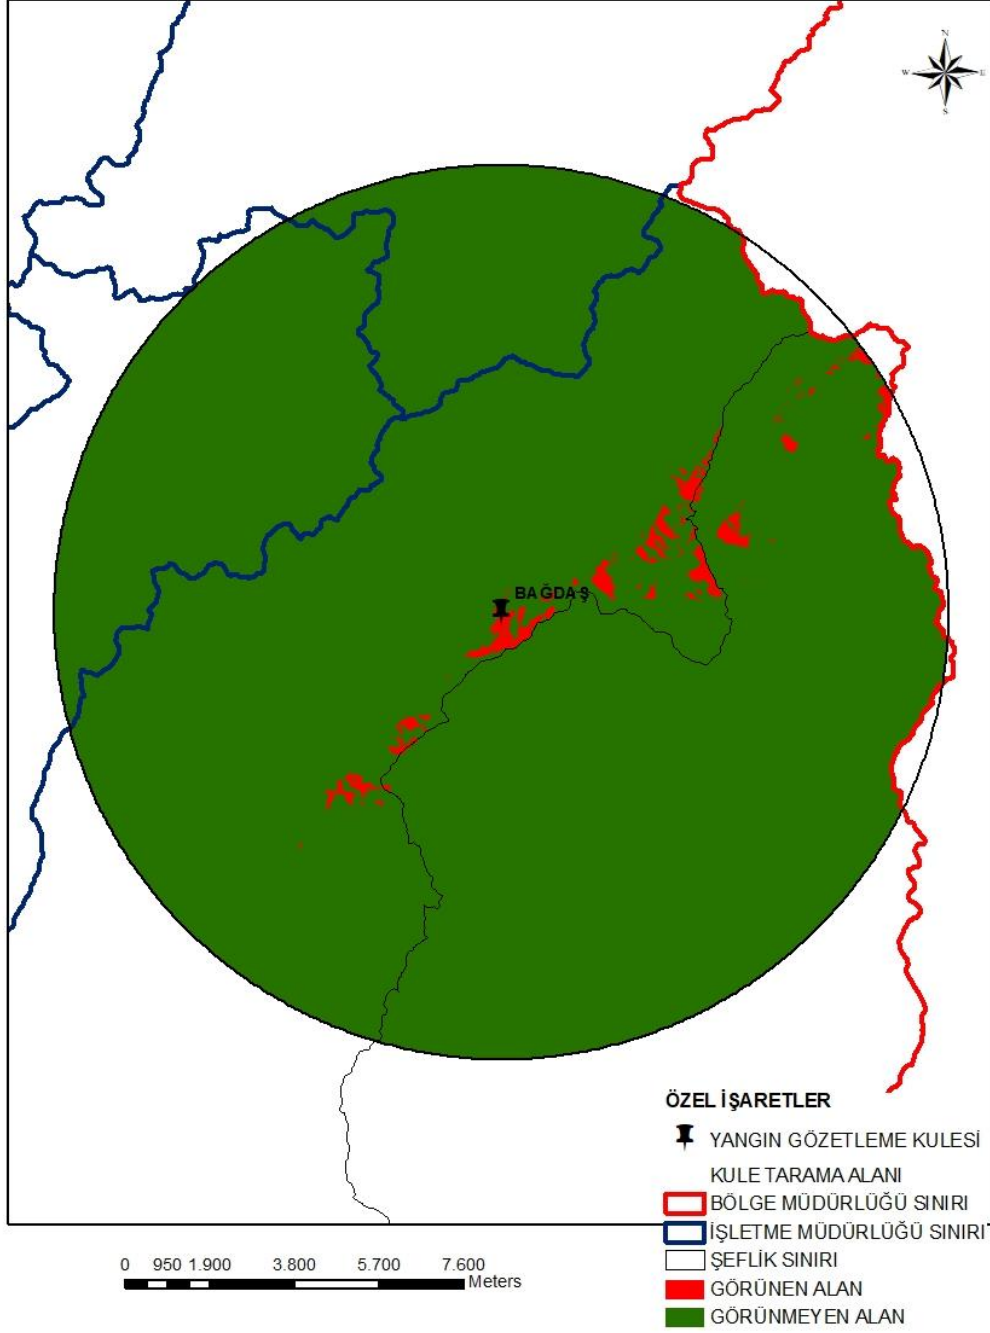 N
W E
S
BAĞDAŞ
ÖZEL İŞARETLER
YANGIN GÖZETLEME KULESİ
KULE TARAMA ALANI
BÖLGE MÜDÜRLÜĞÜ SINIRI
İŞLETME MÜDÜRLÜĞÜ SINIRI
ŞEFLİK SINIRI
GÖRÜNEN ALAN
GÖRÜNMEYEN ALAN
0 950 1.900 3.800 5.700 7.600
Meters